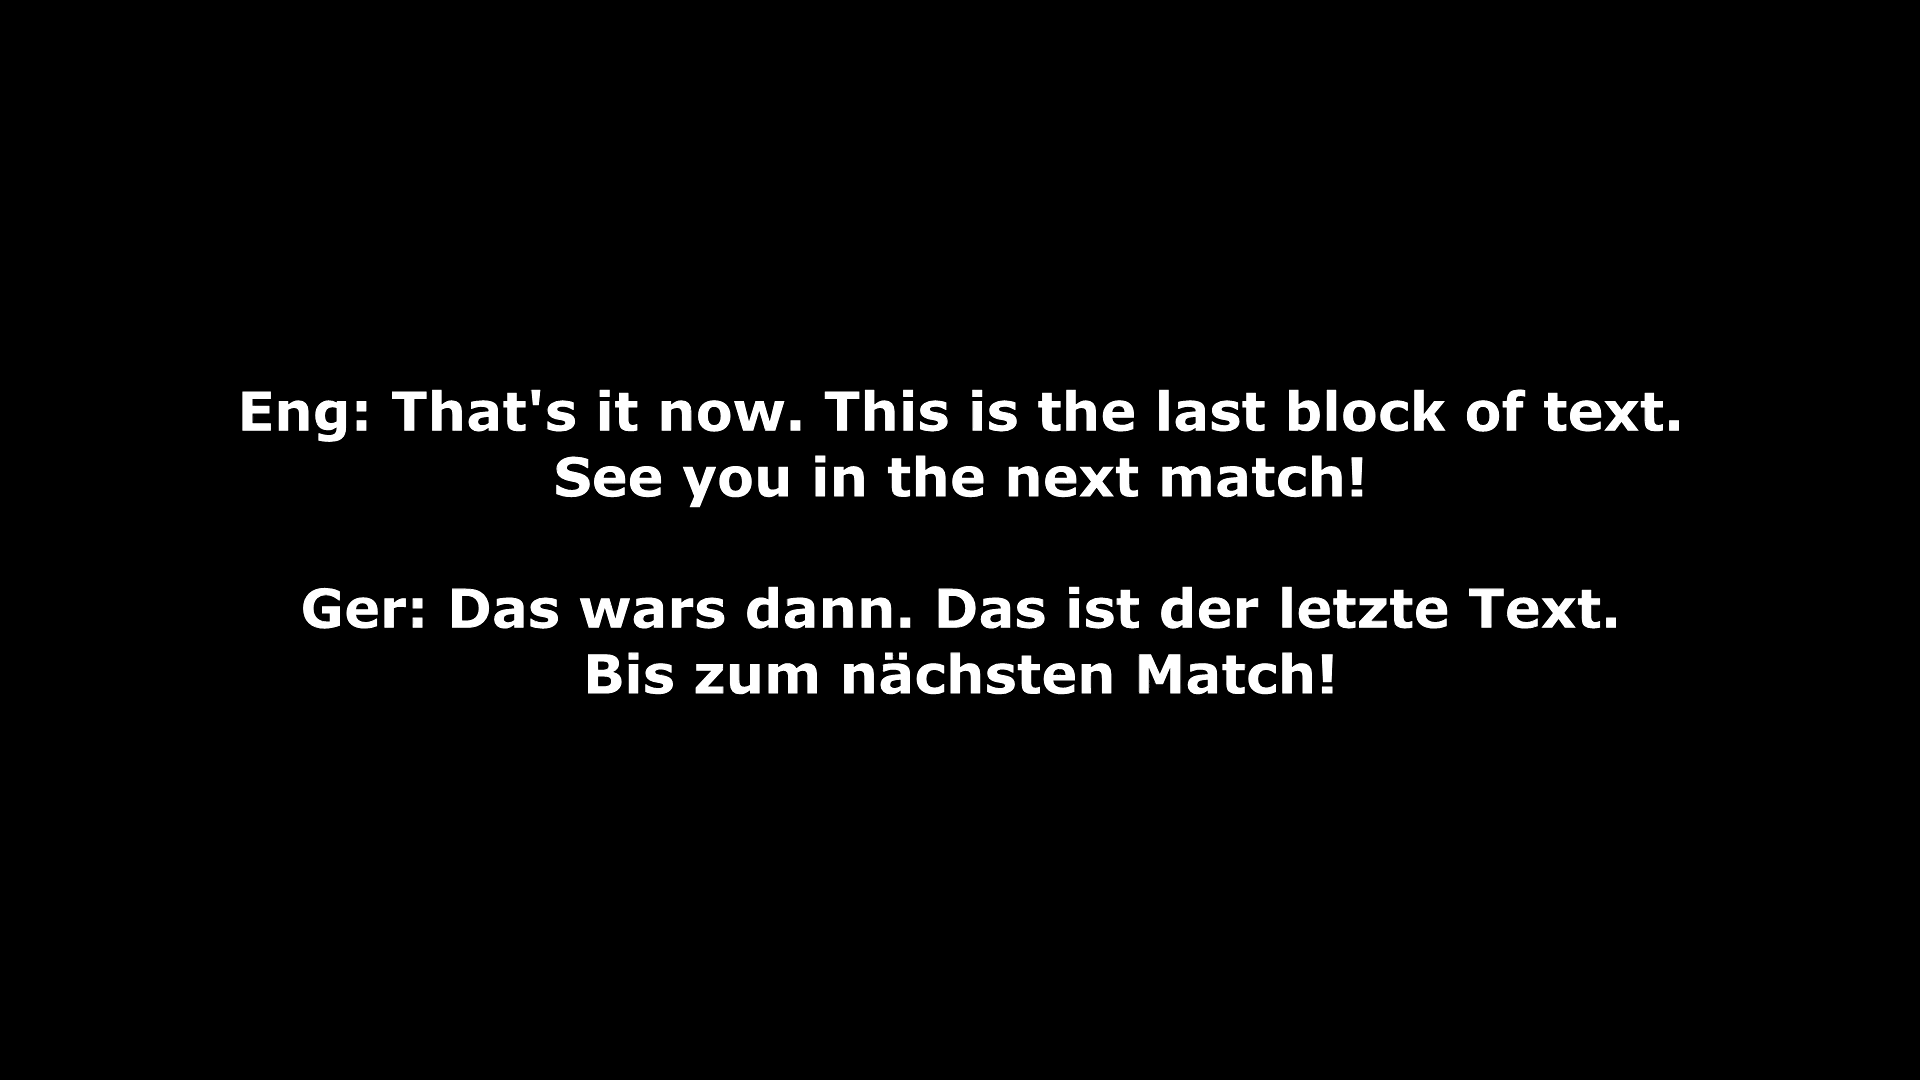 Eng: That's it now. This is the last block of text.
See you in the next match!
Ger: Das wars dann. Das ist der letzte Text.
Bis zum nächsten Match!